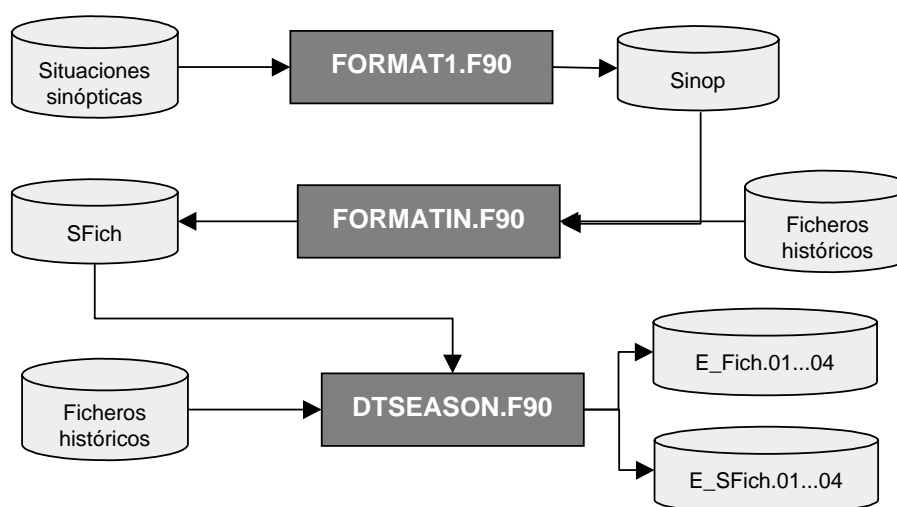 Situaciones
sinópticas
FORMAT1.F90
Sinop
SFich
FORMATIN.F90
Ficheros
históricos
Ficheros
históricos
DTSEASON.F90
E_Fich.01...04
E_SFich.01...04